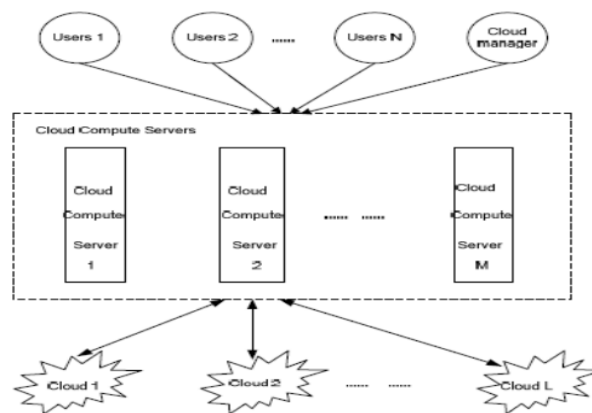 Users 1
Users 2
......
Users N
Cloud
manager
Cloud Compute Servers
Cloud
Compute
Server
1
Cloud
Compute
Server
2
...... ......
Cloud
Compute
Server
M
Cloud 1
Cloud 2
...... ......
Cloud L